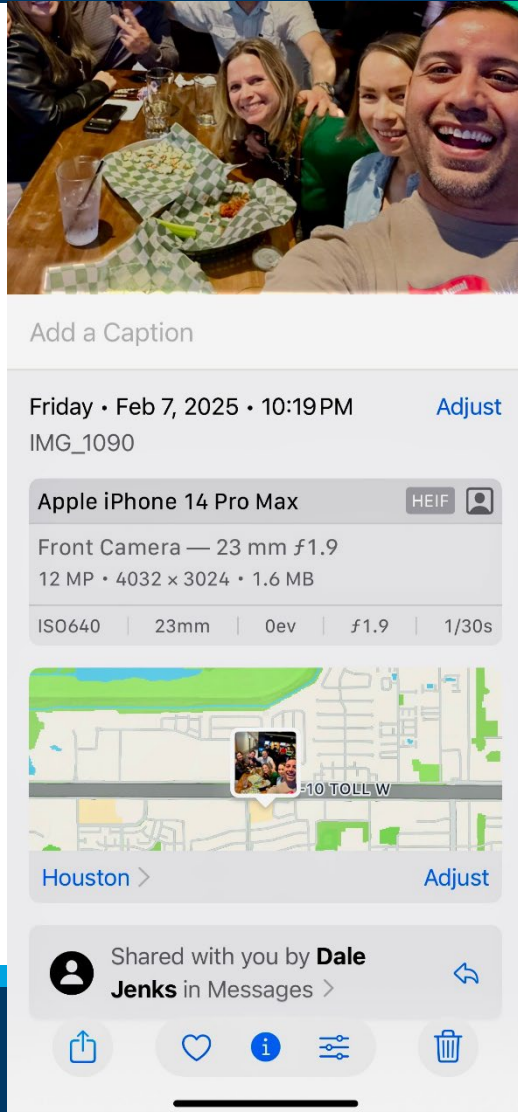 Add a Caption
Friday • Feb 7, 2025 • 10:19 PM Adjust
IMG_1090
Apple iPhone 14 Pro Max HEIF
Front Camera — 23 mm ƒ1.9
12 MP • 4032 × 3024 • 1.6 MB
ISO640 23mm 0ev ƒ1.9 1/30s
-10 TOLL W
Houston Adjust
Shared with you by Dale
Jenks in Messages